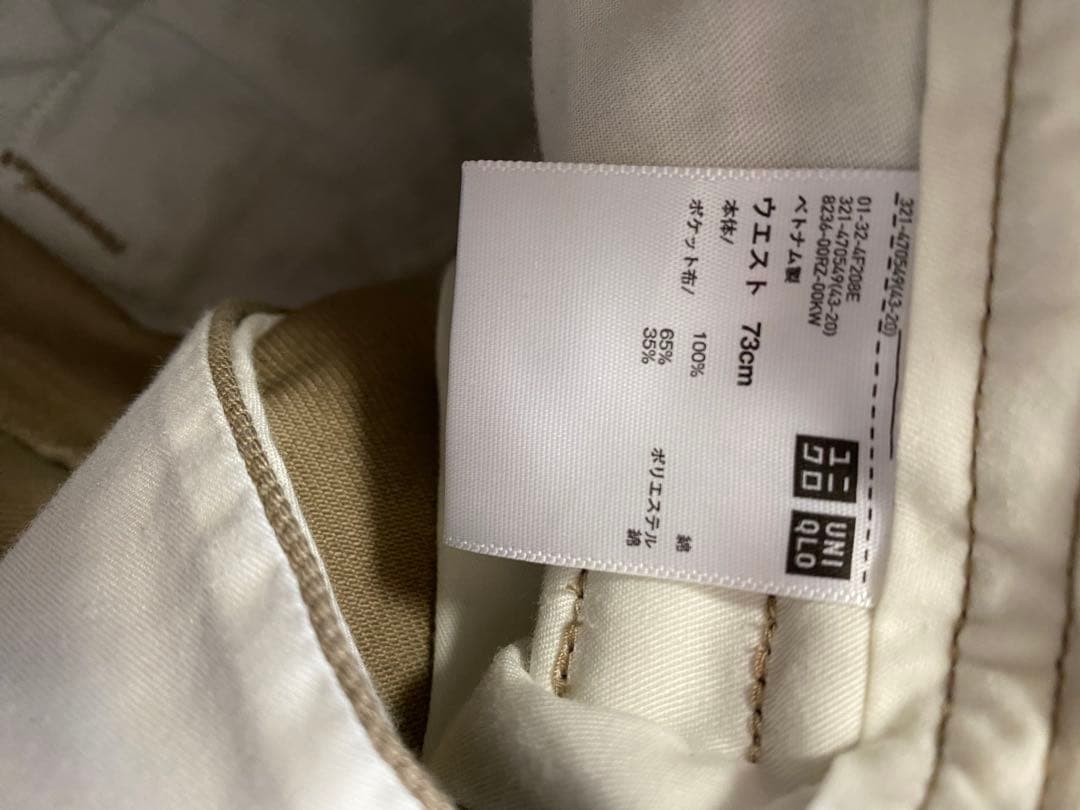 321-470549(43-20)
ユニ
クロ
UNI
QLO
01-32-4F208E
321-470549(43-20)
8236-00RZ-00KW
ベトナム製
ウエスト 73cm
本体/
100% 綿
ポケット布/
65% ポリエステル
35% 綿